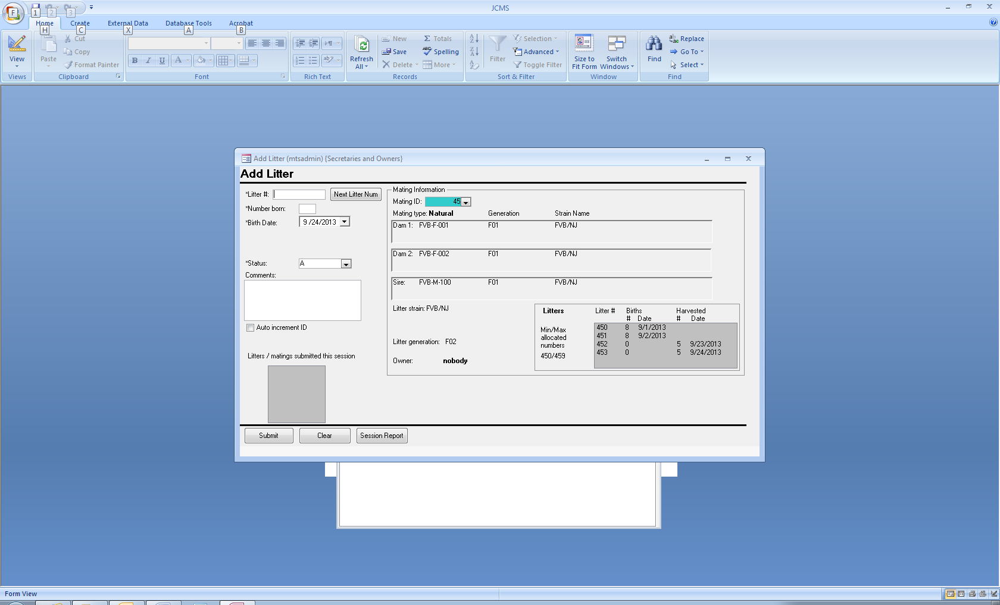 JCMS
F 1 2 3
Home Create External Data Database Tools Acrobat
H C X A B
View
Views
Paste
Cut
Copy
Format Painter
Clipboard
B I U A
Font
Rich Text
Refresh All
New
Save
Delete
Totals
Spelling
More
Records
Filter
Selection
Advanced
Toggle Filter
Sort & Filter
Size to Fit Form
Switch Windows
Window
Find
Replace
Go To
Select
Find
Add Litter (mtsadmin) {Secretaries and Owners}
Add Litter
*Litter #: Next Litter Num
*Number born:
*Birth Date: 9 /24/2013
*Status: A
Comments:
Auto increment ID
Litters / matings submitted this session
Mating Information
Mating ID: 45
Mating type: Natural Generation Strain Name
Dam 1: FVB-F-001 F01 FVB/NJ
Dam 2: FVB-F-002 F01 FVB/NJ
Sire: FVB-M-100 F01 FVB/NJ
Litter strain: FVB/NJ
Litter generation: F02
Owner: nobody
Litters Litter # Births Harvested
# Date # Date
Min/Max
allocated
numbers
450/459
450 8 9/1/2013
451 8 9/2/2013
452 0 5 9/23/2013
453 0 5 9/24/2013
Submit Clear Session Report
Form View